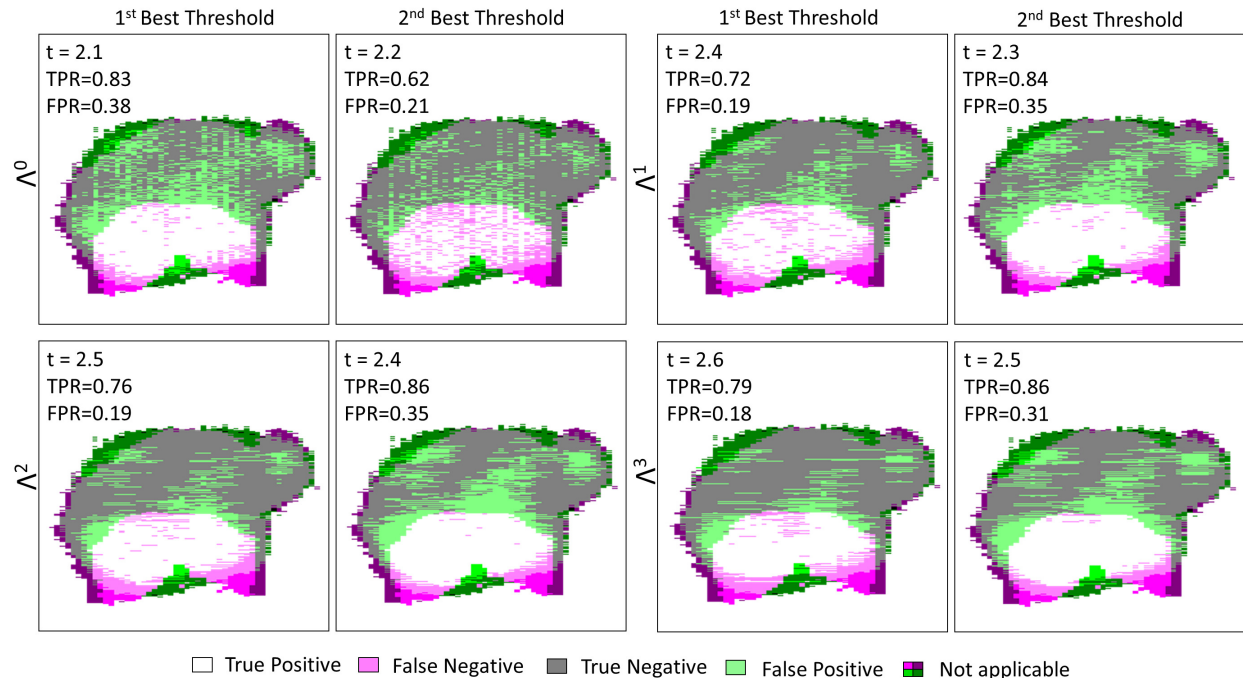 1st Best Threshold
2nd Best Threshold
1st Best Threshold
2nd Best Threshold
Λ0
t = 2.1
TPR=0.83
FPR=0.38
t = 2.2
TPR=0.62
FPR=0.21
Λ1
t = 2.4
TPR=0.72
FPR=0.19
t = 2.3
TPR=0.84
FPR=0.35
Λ2
t = 2.5
TPR=0.76
FPR=0.19
t = 2.4
TPR=0.86
FPR=0.35
Λ3
t = 2.6
TPR=0.79
FPR=0.18
t = 2.5
TPR=0.86
FPR=0.31
True Positive False Negative True Negative False Positive Not applicable